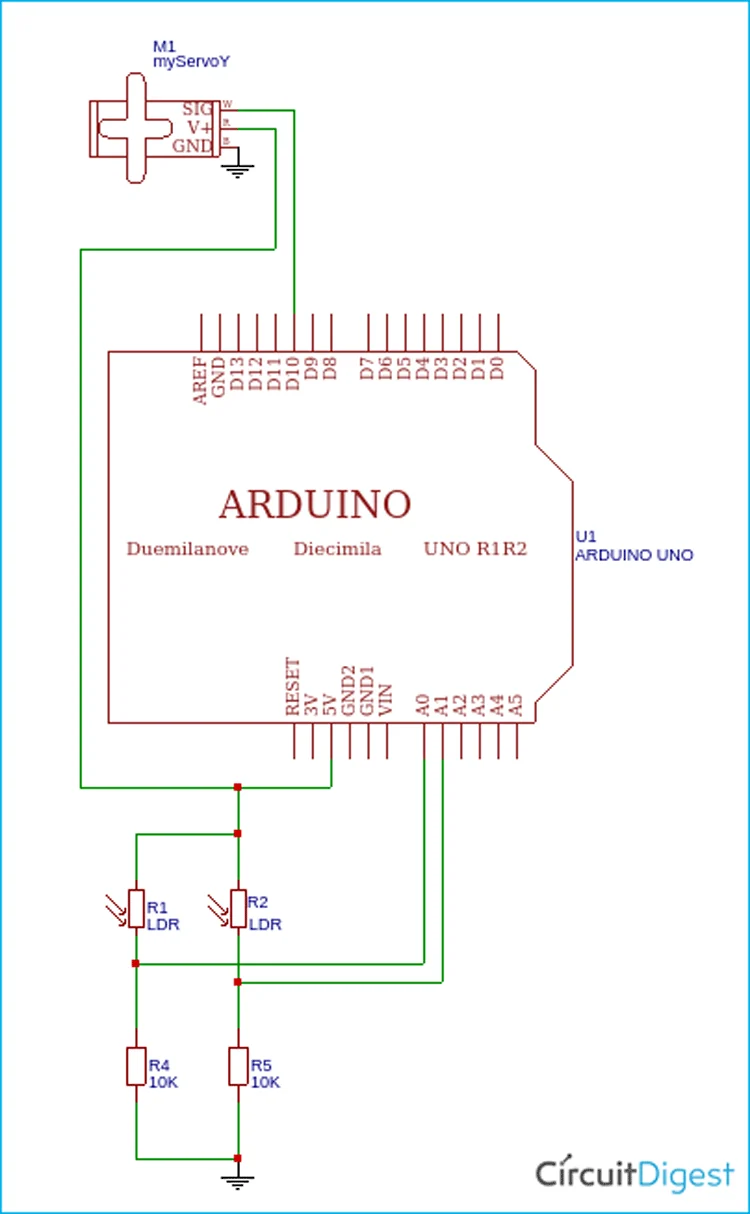 M1
myServoY
SIG W
V+ R
GND B
AREF GND D13 D12 D11 D10 D9 D8 D7 D6 D5 D4 D3 D2 D1 D0
ARDUINO
Duemilanove Diecimila UNO R1R2
U1
ARDUINO UNO
RESET 3V 5V GND2 GND1 VIN A0 A1 A2 A3 A4 A5
R1
LDR
R2
LDR
R4
10K
R5
10K
CircuitDigest